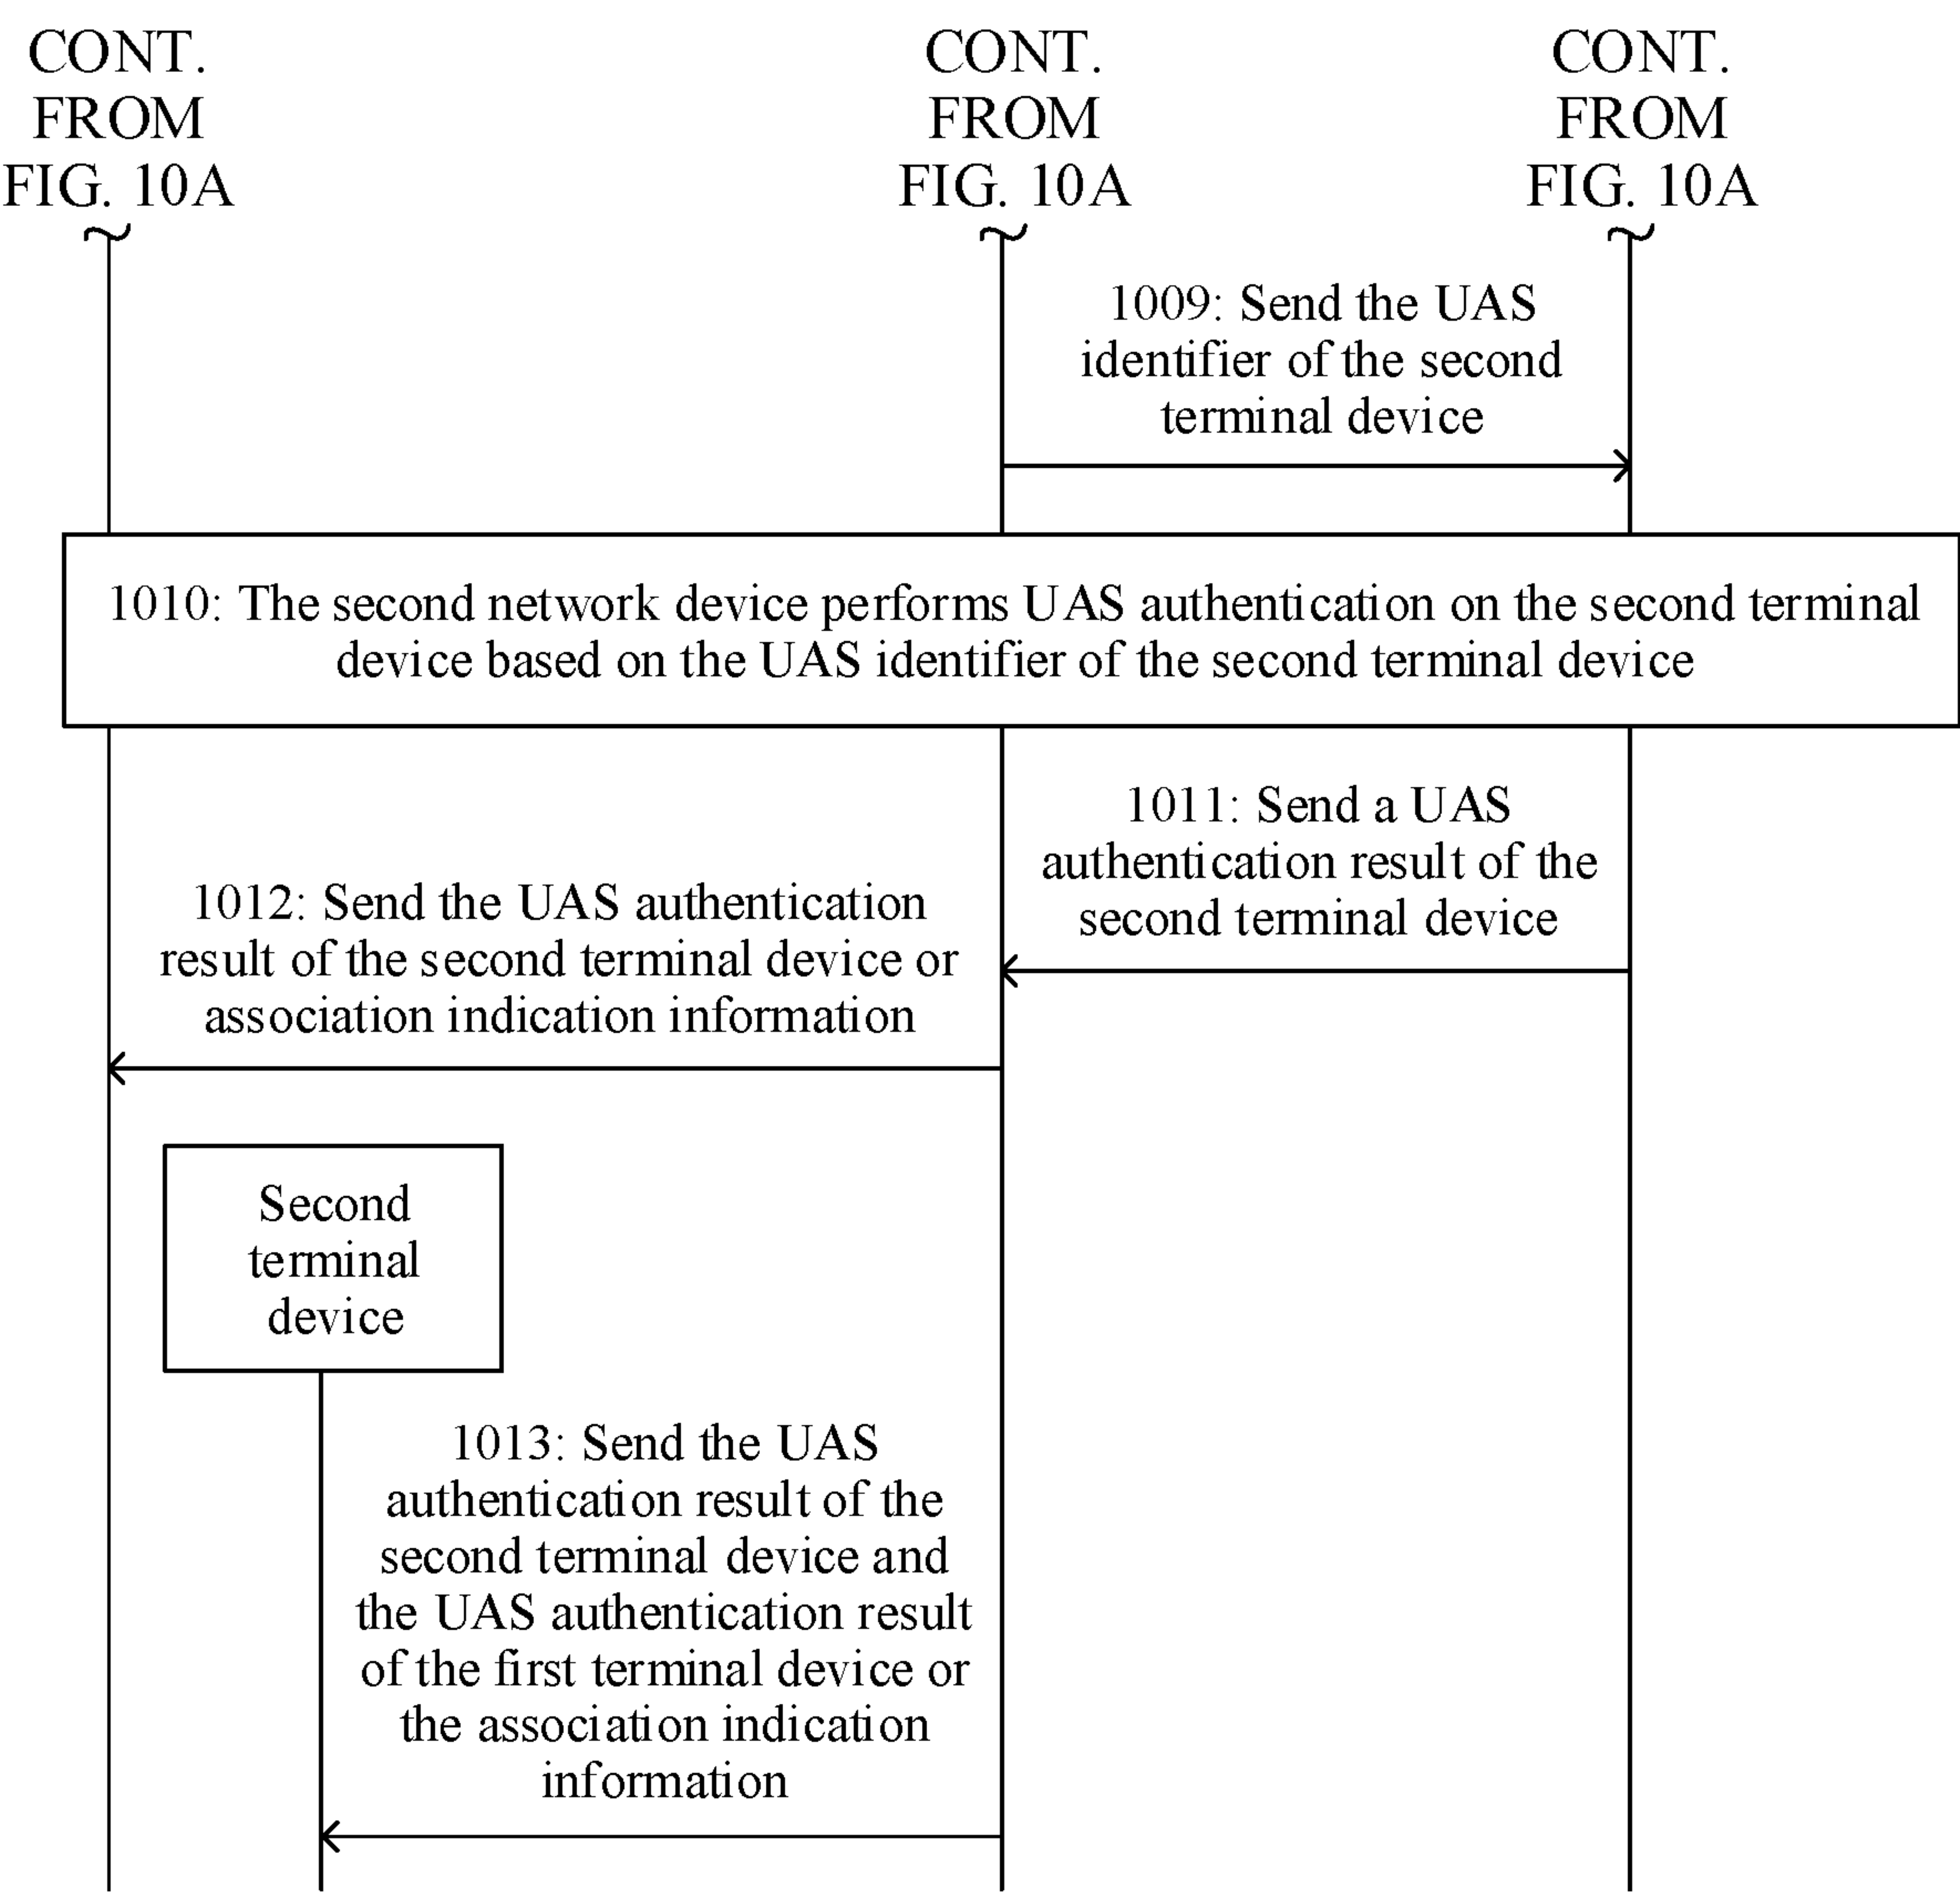 CONT.
FROM
FIG. 10A
CONT.
FROM
FIG. 10A
CONT.
FROM
FIG. 10A
1009: Send the UAS
identifier of the second
terminal device
1010: The second network device performs UAS authentication on the second terminal
device based on the UAS identifier of the second terminal device
1011: Send a UAS
authentication result of the
second terminal device
1012: Send the UAS authentication
result of the second terminal device or
association indication information
Second
terminal
device
1013: Send the UAS
authentication result of the
second terminal device and
the UAS authentication result
of the first terminal device or
the association indication
information